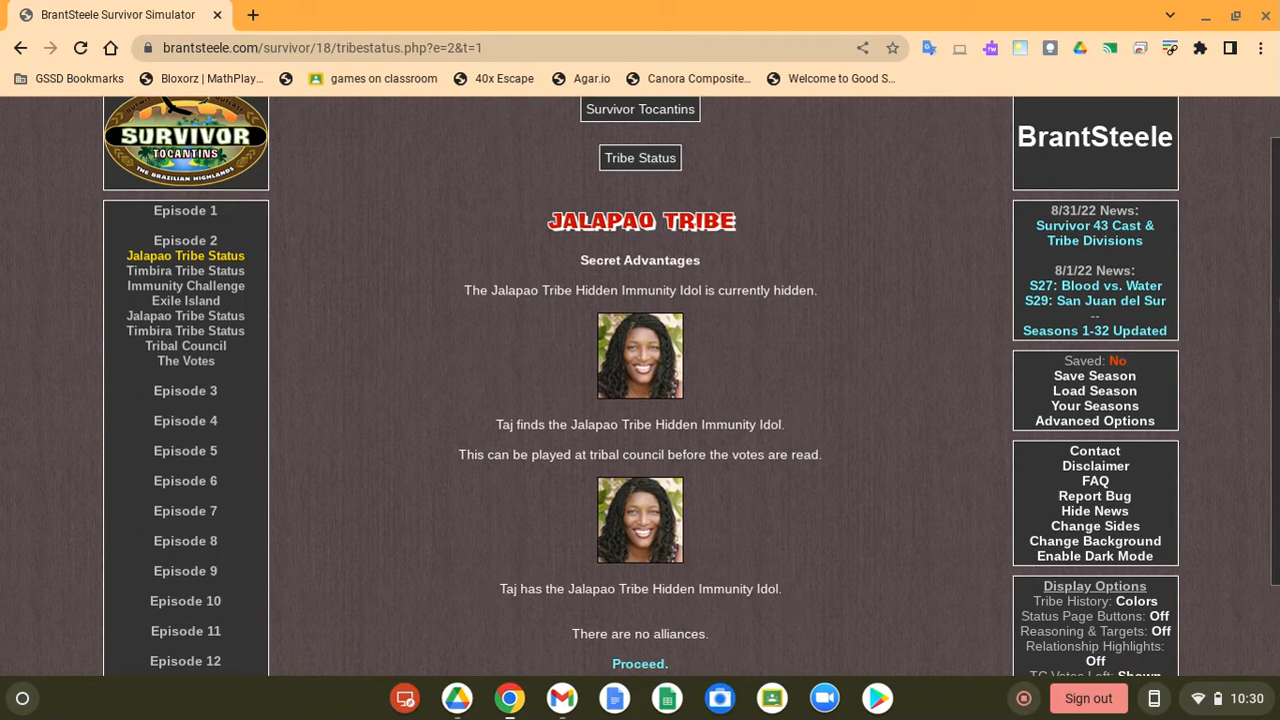 BrantSteele Survivor Simulator
brantsteele.com/survivor/18/tribestatus.php?e=2&t=1
GSSD Bookmarks
Bloxorz | MathPlay...
games on classroom
40x Escape
Agar.io
Canora Composite...
Welcome to Good S...
SURVIVOR
TOCANTINS
THE BRAZILIAN HIGHLANDS
Episode 1
Episode 2
Jalapao Tribe Status
Timbira Tribe Status
Immunity Challenge
Exile Island
Jalapao Tribe Status
Timbira Tribe Status
Tribal Council
The Votes
Episode 3
Episode 4
Episode 5
Episode 6
Episode 7
Episode 8
Episode 9
Episode 10
Episode 11
Episode 12
Survivor Tocantins
Tribe Status
JALAPAO TRIBE
Secret Advantages
The Jalapao Tribe Hidden Immunity Idol is currently hidden.
Taj finds the Jalapao Tribe Hidden Immunity Idol.
This can be played at tribal council before the votes are read.
Taj has the Jalapao Tribe Hidden Immunity Idol.
There are no alliances.
Proceed.
BrantSteele
8/31/22 News:
Survivor 43 Cast &
Tribe Divisions
8/1/22 News:
S27: Blood vs. Water
S29: San Juan del Sur
--
Seasons 1-32 Updated
Saved: No
Save Season
Load Season
Your Seasons
Advanced Options
Contact
Disclaimer
FAQ
Report Bug
Hide News
Change Sides
Change Background
Enable Dark Mode
Display Options
Tribe History: Colors
Status Page Buttons: Off
Reasoning & Targets: Off
Relationship Highlights:
Off
TC Votes Left: Shown
Sign out
10:30